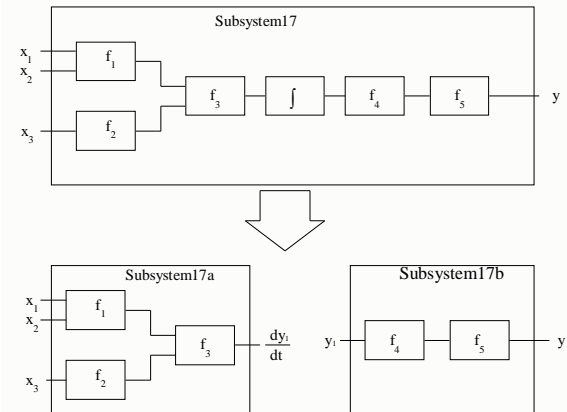 Subsystem17
x₁
x₂
f₁
x₃
f₂
f₃
∫
f₄
f₅
y
Subsystem17a
x₁
x₂
f₁
x₃
f₂
f₃
dy₁
dt
Subsystem17b
y₁
f₄
f₅
y